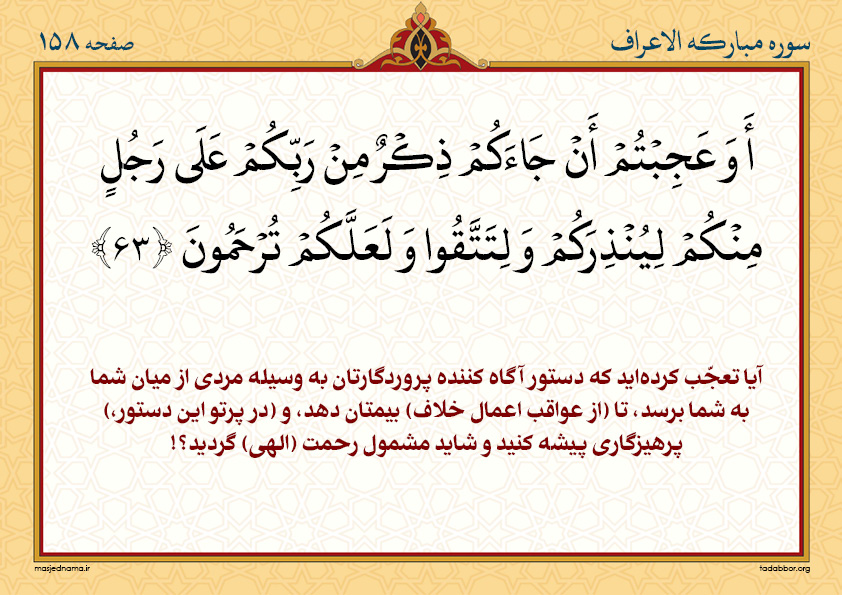 سوره مبارکه الاعراف
صفحه ۱۵۸
أَ وَ عَجِبْتُمْ أَنْ جَاءَكُمْ ذِكْرٌ مِنْ رَبِّكُمْ عَلَى رَجُلٍ
مِنْكُمْ لِيُنْذِرَكُمْ وَ لِتَتَّقُوا وَ لَعَلَّكُمْ تُرْحَمُونَ ﴿۶۳﴾
آیا تعجّب کرده‌اید که دستور آگاه کننده پروردگارتان به وسیله مردی از میان شما
به شما برسد، تا (از عواقب اعمال خلاف) بیمتان دهد، و (در پرتو این دستور،)
پرهیزگاری پیشه کنید و شاید مشمول رحمت (الهی) گردید؟!
masjednama.ir
tadabbor.org